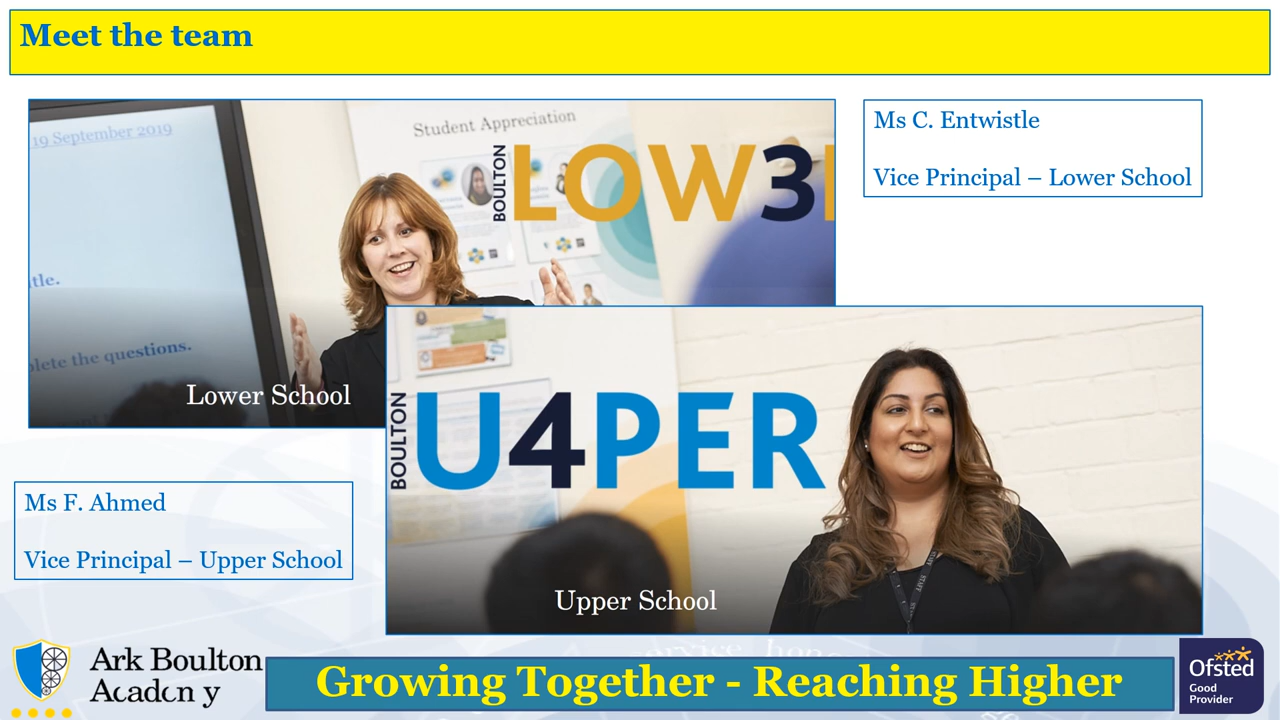 Meet the team
19 September 2019
Student Appreciation
BOULTON
LOW3
Ms C. Entwistle
Vice Principal – Lower School
tle.
lete the questions.
Lower School
BOULTON
U4PER
Ms F. Ahmed
Vice Principal – Upper School
Upper School
Ark Boulton
Academy
Growing Together - Reaching Higher
Ofsted
Good
Provider